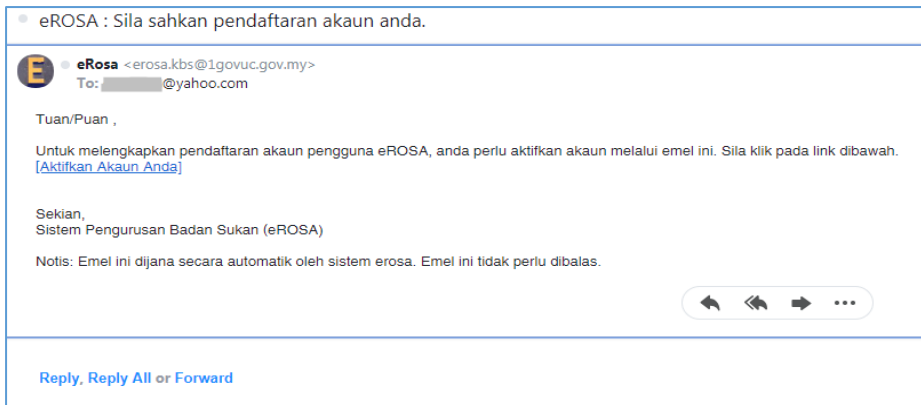 eROSA : Sila sahkan pendaftaran akaun anda.
E
eRosa <erosa.kbs@1govuc.gov.my>
To: @yahoo.com
Tuan/Puan ,
Untuk melengkapkan pendaftaran akaun pengguna eROSA, anda perlu aktifkan akaun melalui emel ini. Sila klik pada link dibawah.
[Aktifkan Akaun Anda]
Sekian,
Sistem Pengurusan Badan Sukan (eROSA)
Notis: Emel ini dijana secara automatik oleh sistem erosa. Emel ini tidak perlu dibalas.
Reply, Reply All or Forward